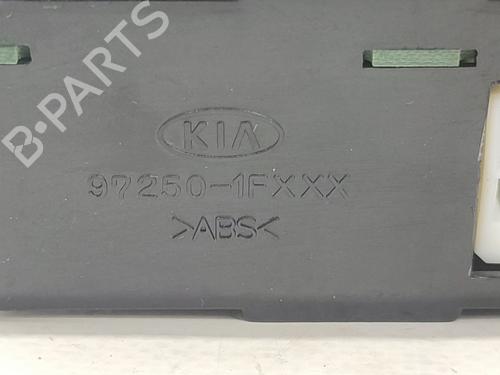 KIA
97250-1FXXX
>ABS<
B-PARTS